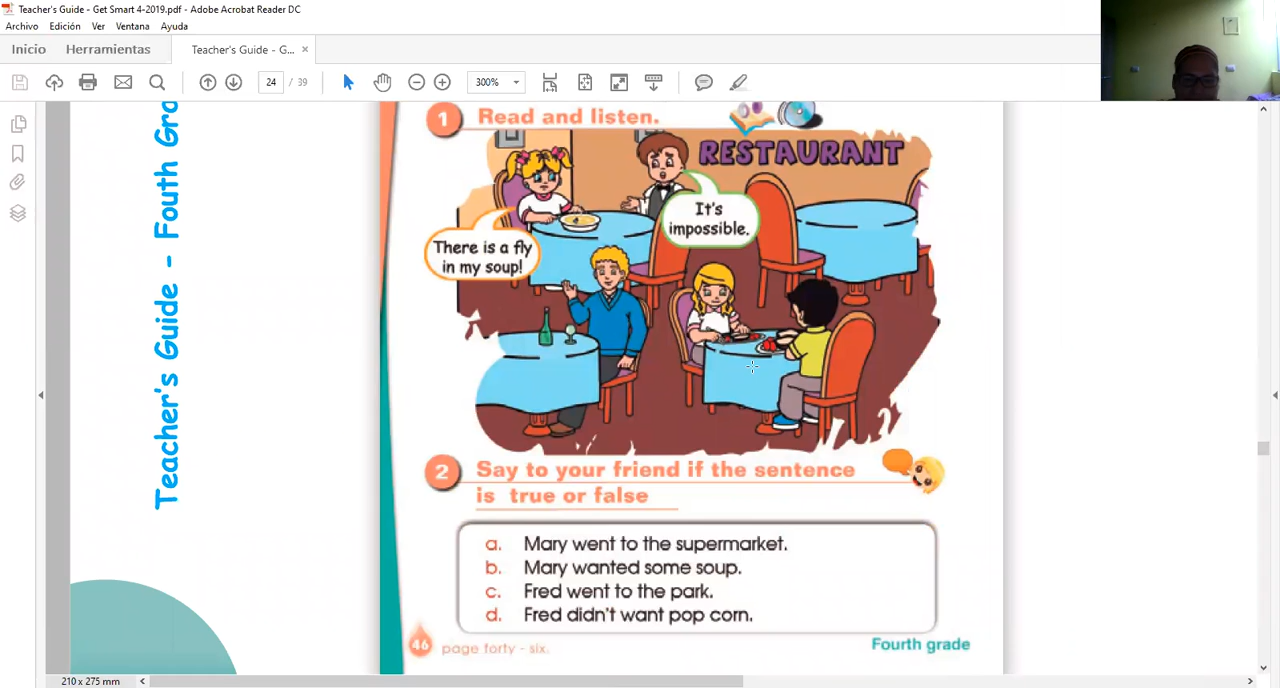 Teacher's Guide - Get Smart 4-2019.pdf - Adobe Acrobat Reader DC
Archivo Edición Ver Ventana Ayuda
Inicio Herramientas Teacher's Guide - G... ×
24 / 39 300%
Teacher's Guide - Fouth Gra
1 Read and listen.
RESTAURANT
It's
impossible.
There is a fly
in my soup!
2 Say to your friend if the sentence
is true or false
a. Mary went to the supermarket.
b. Mary wanted some soup.
c. Fred went to the park.
d. Fred didn't want pop corn.
46 page forty - six.
Fourth grade
210 x 275 mm